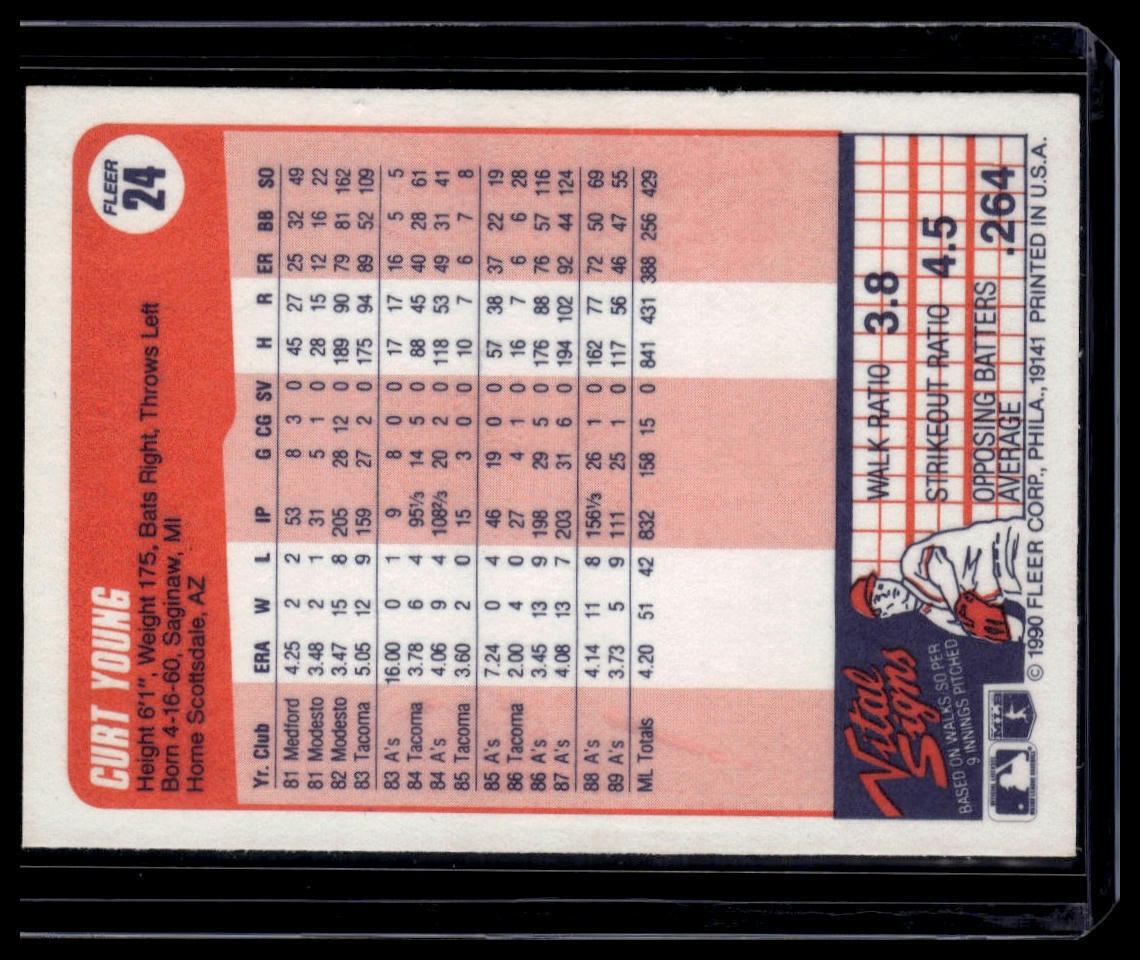 FLEER
24
CURT YOUNG
Height 6'1", Weight 175, Bats Right, Throws Left
Born 4-16-60, Saginaw, MI
Home Scottsdale, AZ
Yr. Club ERA W L IP G CG SV H R ER BB SO
81 Medford 4.25 2 2 53 8 3 0 45 27 25 32 49
81 Modesto 3.48 2 1 31 5 1 0 28 15 12 16 22
82 Modesto 3.47 15 8 205 28 12 0 189 90 79 81 162
83 Tacoma 5.05 12 9 159 27 2 0 175 94 89 52 109
83 A's 16.00 0 1 9 8 0 0 17 17 16 5 5
84 Tacoma 3.78 6 4 95⅓ 14 5 0 88 45 40 28 61
84 A's 4.06 9 4 108⅔ 20 2 0 118 53 49 31 41
85 Tacoma 3.60 2 0 15 3 0 0 10 7 6 7 8
85 A's 7.24 0 4 46 19 0 0 57 38 37 22 19
86 Tacoma 2.00 4 0 27 4 1 0 16 7 6 6 28
86 A's 3.45 13 9 198 29 5 0 176 88 76 57 116
87 A's 4.08 13 7 203 31 6 0 194 102 92 44 124
88 A's 4.14 11 8 156⅓ 26 1 0 162 77 72 50 69
89 A's 3.73 5 9 111 25 1 0 117 56 46 47 55
ML Totals 4.20 51 42 832 158 15 0 841 431 388 256 429
Vital
Signs
BASED ON WALKS, SO PER
9 INNINGS PITCHED
WALK RATIO 3.8
STRIKEOUT RATIO 4.5
OPPOSING BATTERS
AVERAGE .264
© 1990 FLEER CORP., PHILA., 19141 PRINTED IN U.S.A.